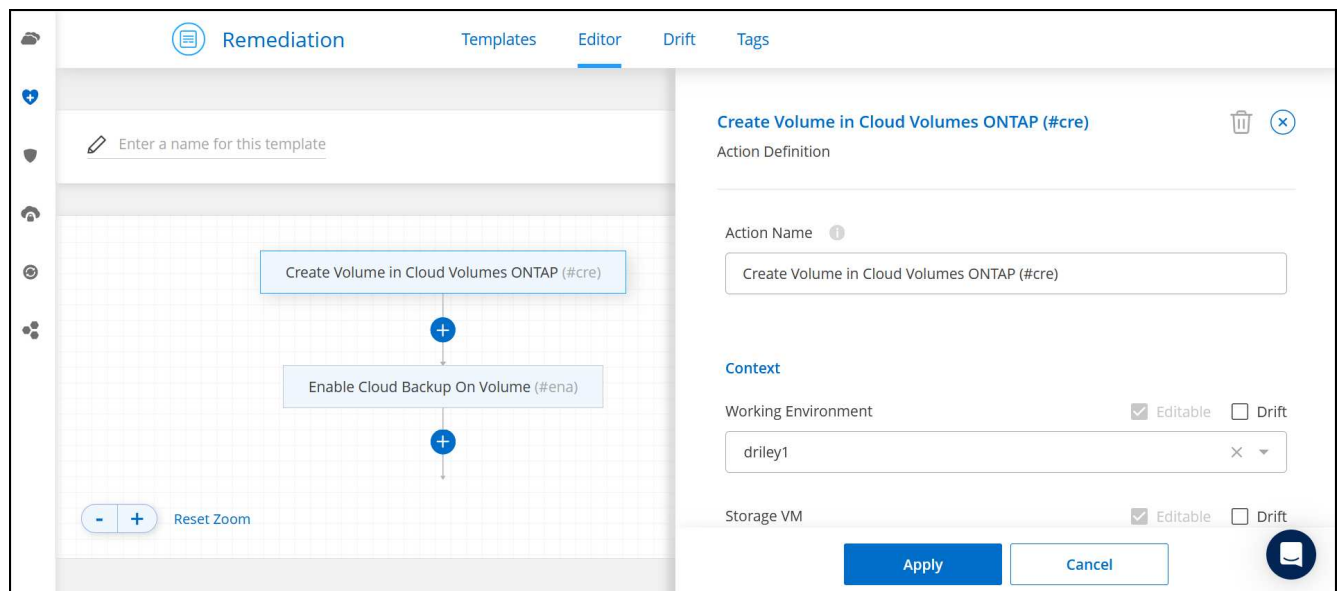 Remediation
Templates
Editor
Drift
Tags
Enter a name for this template
Create Volume in Cloud Volumes ONTAP (#cre)
Enable Cloud Backup On Volume (#ena)
- +
Reset Zoom
Create Volume in Cloud Volumes ONTAP (#cre)
Action Definition
Action Name
Create Volume in Cloud Volumes ONTAP (#cre)
Context
Working Environment
Editable
Drift
driley1
Storage VM
Editable
Drift
Apply
Cancel